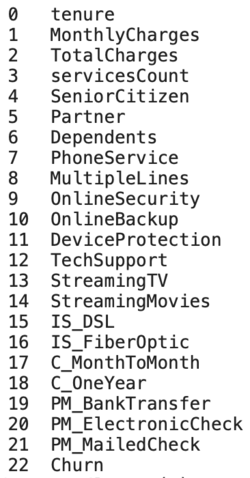 0 tenure
1 MonthlyCharges
2 TotalCharges
3 servicesCount
4 SeniorCitizen
5 Partner
6 Dependents
7 PhoneService
8 MultipleLines
9 OnlineSecurity
10 OnlineBackup
11 DeviceProtection
12 TechSupport
13 StreamingTV
14 StreamingMovies
15 IS_DSL
16 IS_FiberOptic
17 C_MonthToMonth
18 C_OneYear
19 PM_BankTransfer
20 PM_ElectronicCheck
21 PM_MailedCheck
22 Churn